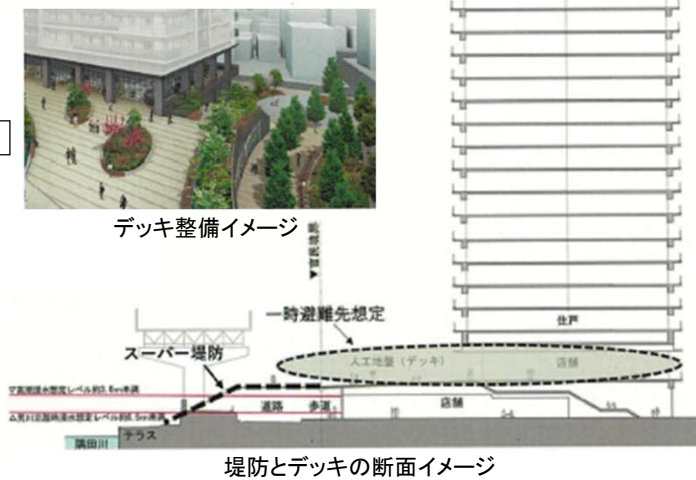 デッキ整備イメージ
一時避難先想定
住戸
スーパー堤防
人工地盤（デッキ）
店舗
道路
歩道
店舗
隅田川
テラス
堤防とデッキの断面イメージ